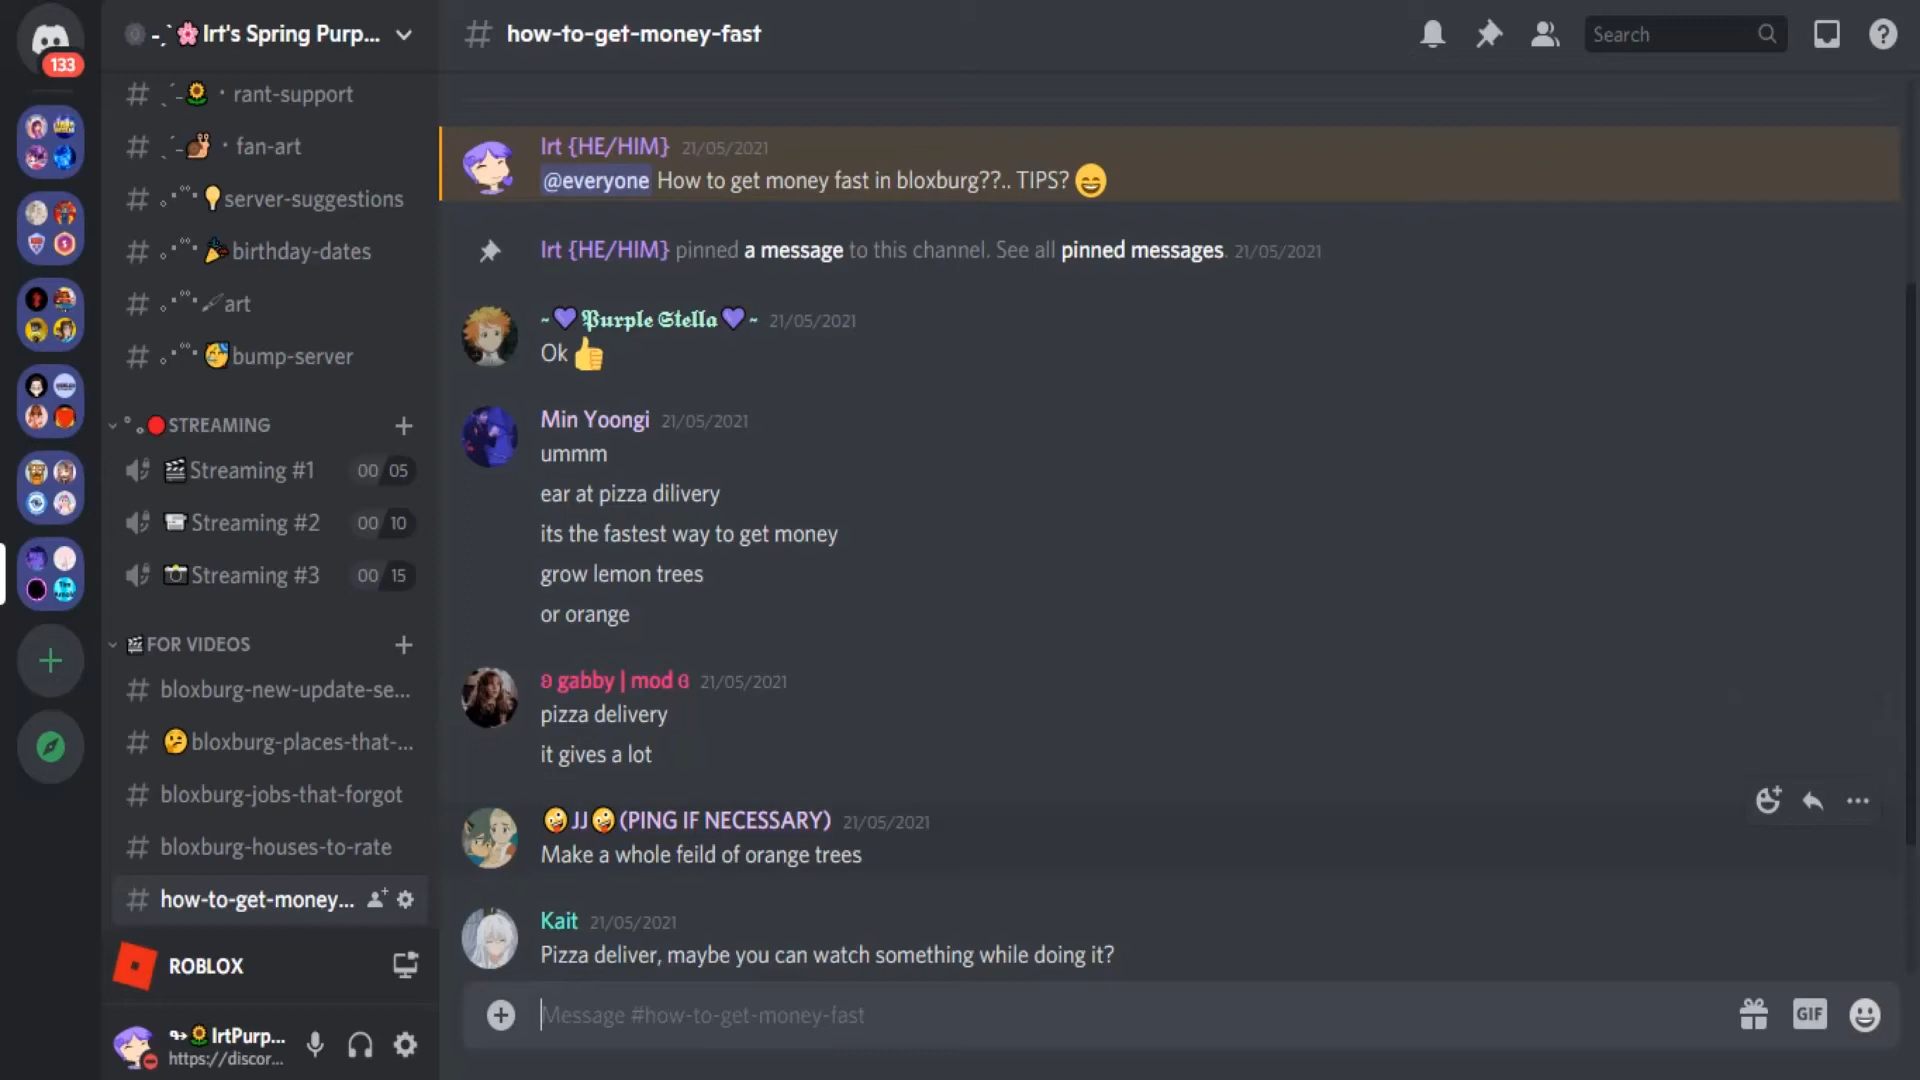 133
Irt's Spring Purp...
rant-support
fan-art
server-suggestions
birthday-dates
art
bump-server
STREAMING
Streaming #1 00 05
Streaming #2 00 10
Streaming #3 00 15
FOR VIDEOS
bloxburg-new-update-se...
bloxburg-places-that-...
bloxburg-jobs-that-forgot
bloxburg-houses-to-rate
how-to-get-money...
ROBLOX
IrtPurp...
https://discor...
# how-to-get-money-fast
Search
Irt {HE/HIM} 21/05/2021
@everyone How to get money fast in bloxburg??.. TIPS? 😄
Irt {HE/HIM} pinned a message to this channel. See all pinned messages. 21/05/2021
~💜 𝕻𝖚𝖗𝖕𝖑𝖊 𝕾𝖙𝖊𝖑𝖑𝖆 💜~ 21/05/2021
Ok 👍
Min Yoongi 21/05/2021
ummm
ear at pizza dilivery
its the fastest way to get money
grow lemon trees
or orange
ʚ gabby | mod ɞ 21/05/2021
pizza delivery
it gives a lot
🤪JJ🤪(PING IF NECESSARY) 21/05/2021
Make a whole feild of orange trees
Kait 21/05/2021
Pizza deliver, maybe you can watch something while doing it?
Message #how-to-get-money-fast
GIF